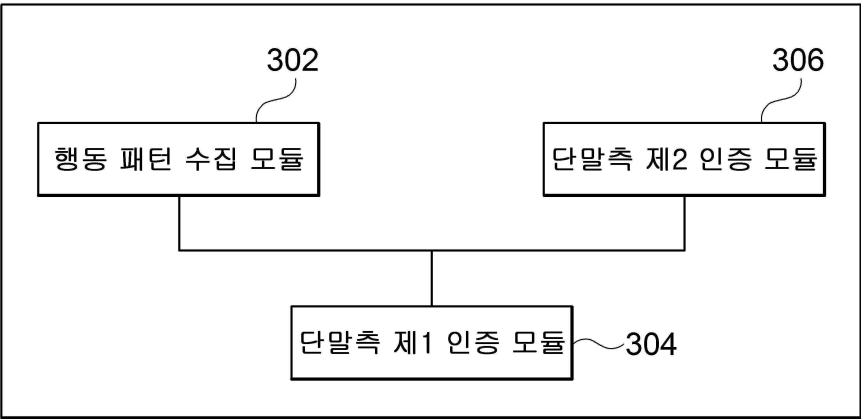 302
306
행동 패턴 수집 모듈
단말측 제2 인증 모듈
단말측 제1 인증 모듈
304